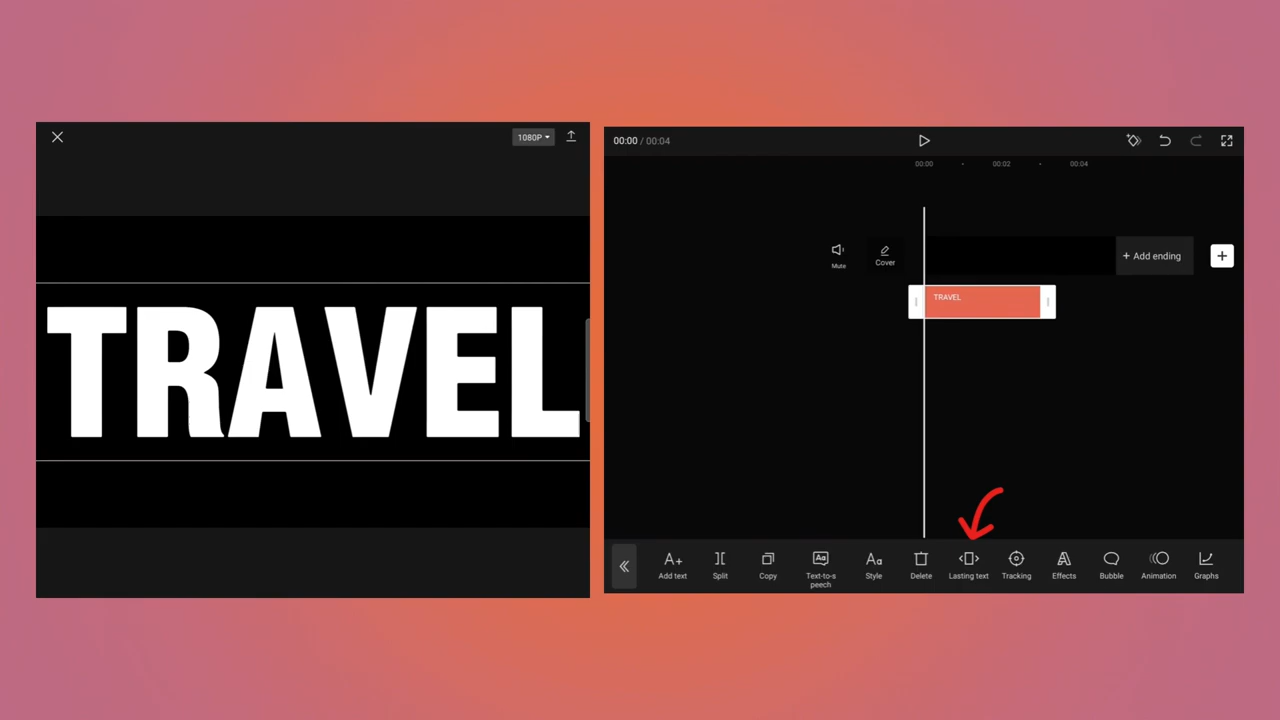 1080P
TRAVEL
00:00 / 00:04
00:00
00:02
00:04
Mute
Cover
+ Add ending
TRAVEL
Add text
Split
Copy
Text-to-s
peech
Style
Delete
Lasting text
Tracking
Effects
Bubble
Animation
Graphs